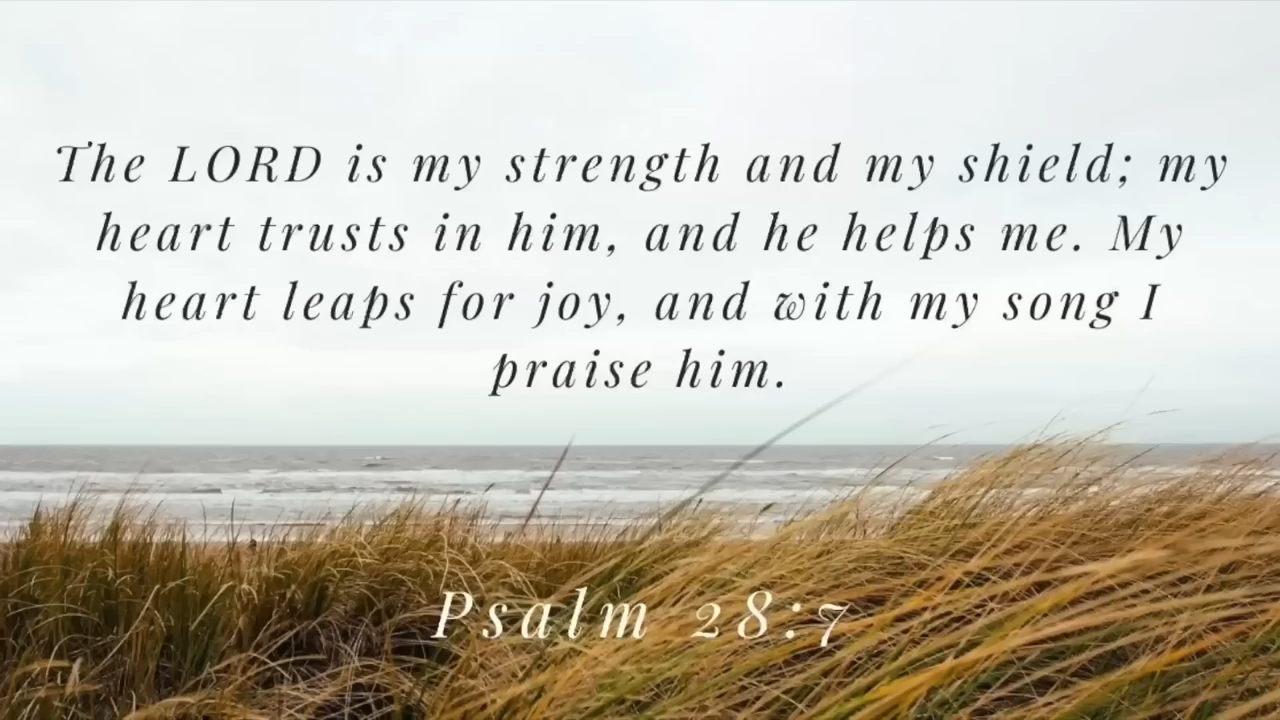 The LORD is my strength and my shield; my
heart trusts in him, and he helps me. My
heart leaps for joy, and with my song I
praise him.
Psalm 28:7